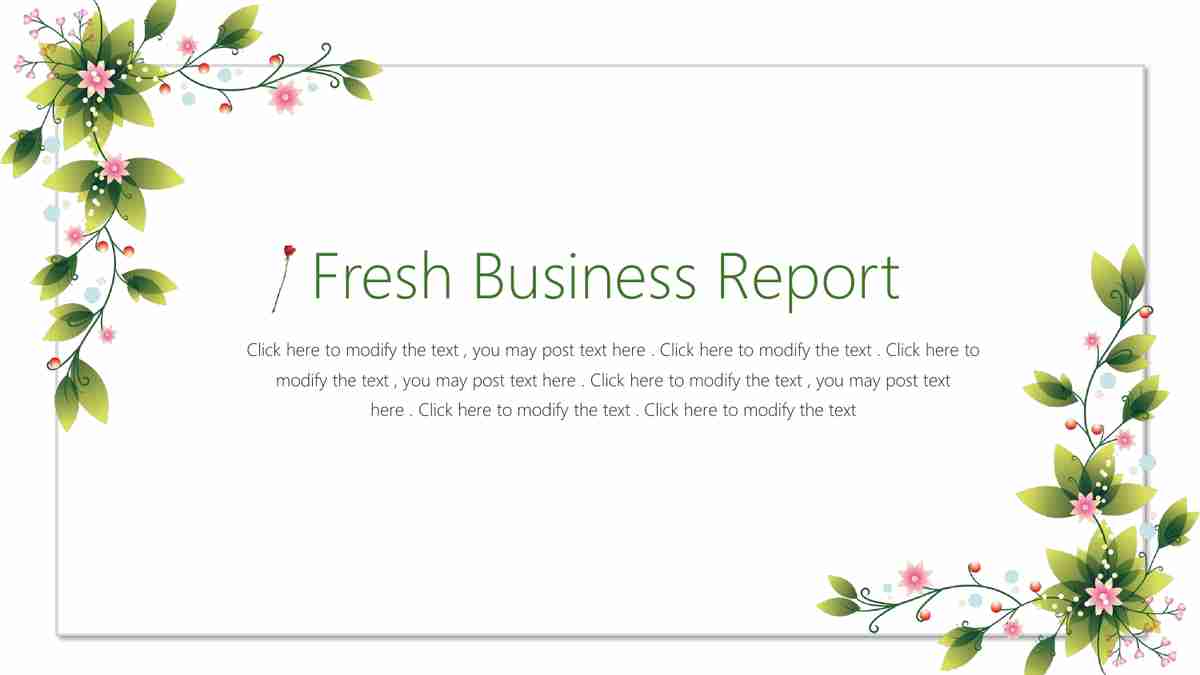 Fresh Business Report
Click here to modify the text , you may post text here . Click here to modify the text . Click here to
modify the text , you may post text here . Click here to modify the text , you may post text
here . Click here to modify the text . Click here to modify the text